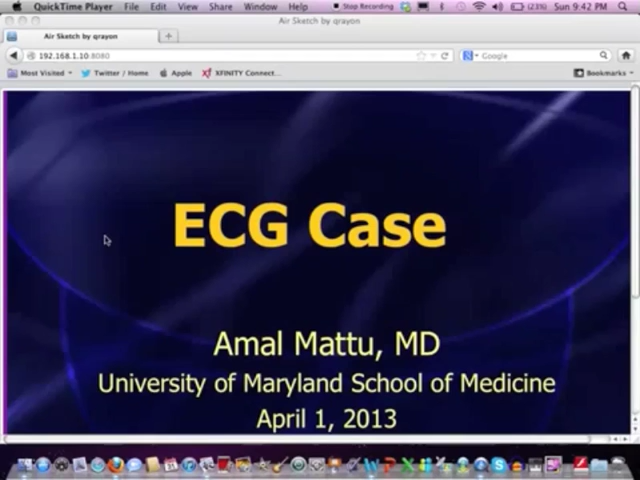 QuickTime Player File Edit View Share Window Help Stop Recording (23%) Sun 9:42 PM
Air Sketch by qrayon
Air Sketch by qrayon
192.168.1.10:8080 Google
Most Visited Twitter / Home Apple XFINITY Connect... Bookmarks
ECG Case
Amal Mattu, MD
University of Maryland School of Medicine
April 1, 2013